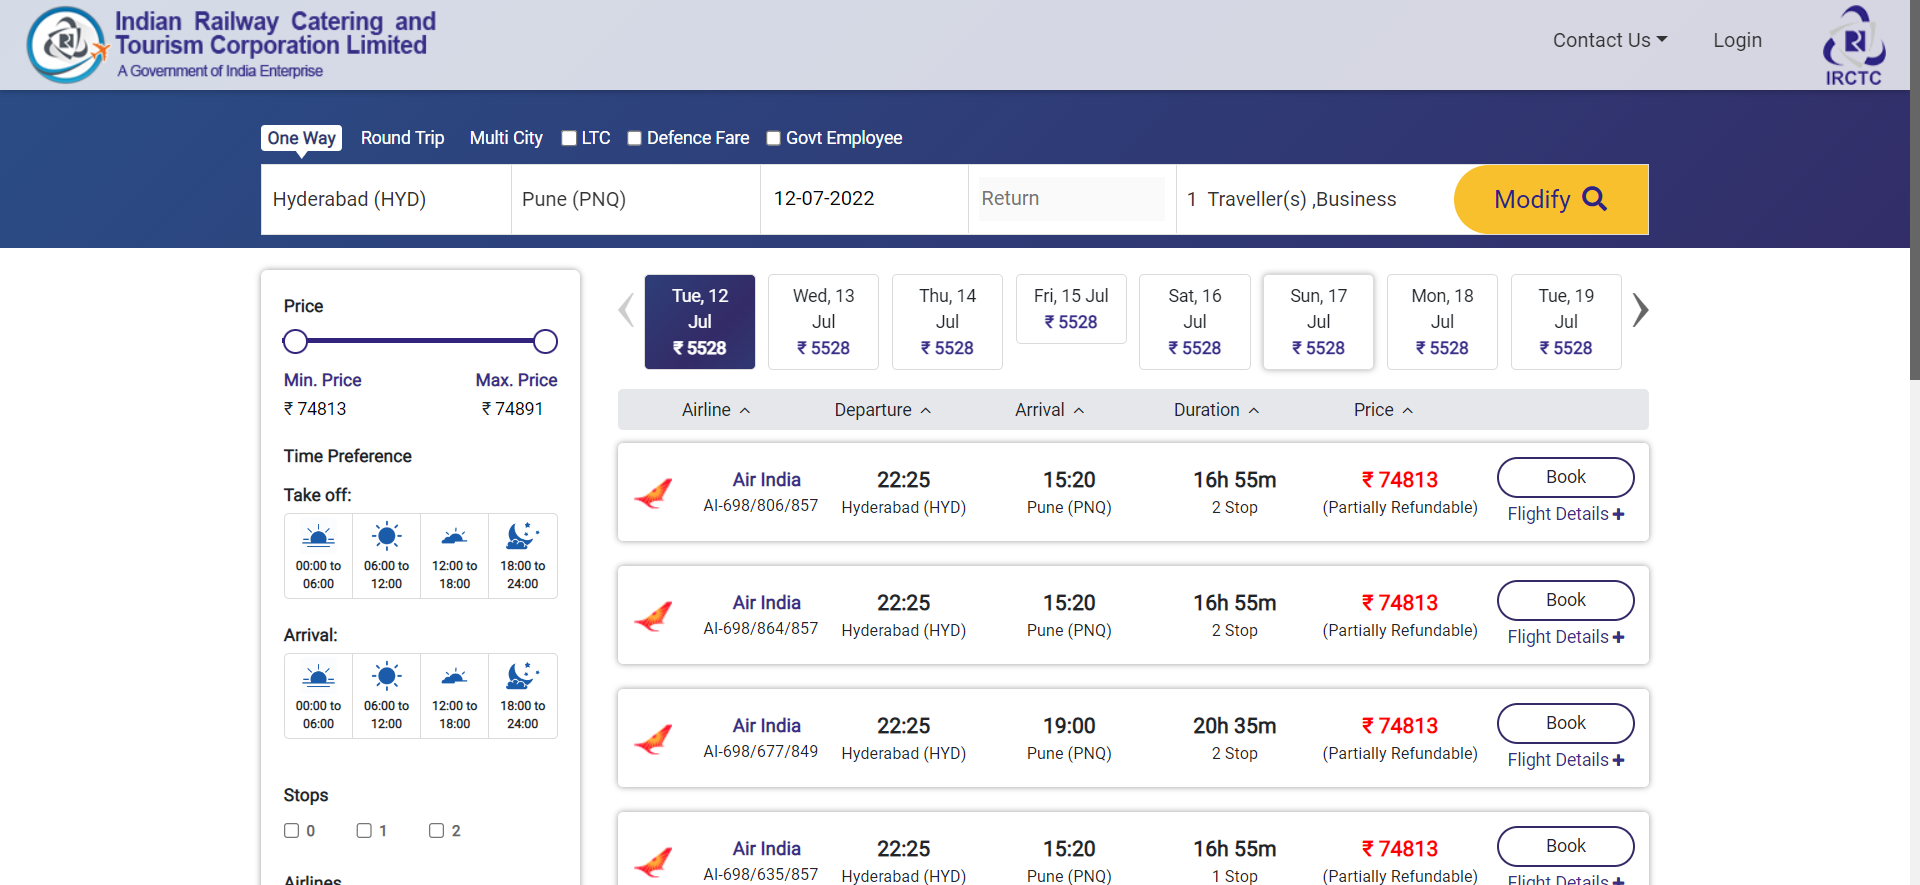 Indian Railway Catering and
Tourism Corporation Limited
A Government of India Enterprise
Contact Us
Login
IRCTC
One Way
Round Trip
Multi City
LTC
Defence Fare
Govt Employee
Hyderabad (HYD)
Pune (PNQ)
12-07-2022
Return
1 Traveller(s) ,Business
Modify
Price
Min. Price
Max. Price
₹ 74813
₹ 74891
Time Preference
Take off:
00:00 to
06:00
06:00 to
12:00
12:00 to
18:00
18:00 to
24:00
Arrival:
00:00 to
06:00
06:00 to
12:00
12:00 to
18:00
18:00 to
24:00
Stops
0
1
2
Airlines
Tue, 12
Jul
₹ 5528
Wed, 13
Jul
₹ 5528
Thu, 14
Jul
₹ 5528
Fri, 15 Jul
₹ 5528
Sat, 16
Jul
₹ 5528
Sun, 17
Jul
₹ 5528
Mon, 18
Jul
₹ 5528
Tue, 19
Jul
₹ 5528
Airline
Departure
Arrival
Duration
Price
Air India
AI-698/806/857
22:25
Hyderabad (HYD)
15:20
Pune (PNQ)
16h 55m
2 Stop
₹ 74813
(Partially Refundable)
Book
Flight Details
Air India
AI-698/864/857
22:25
Hyderabad (HYD)
15:20
Pune (PNQ)
16h 55m
2 Stop
₹ 74813
(Partially Refundable)
Book
Flight Details
Air India
AI-698/677/849
22:25
Hyderabad (HYD)
19:00
Pune (PNQ)
20h 35m
2 Stop
₹ 74813
(Partially Refundable)
Book
Flight Details
Air India
AI-698/635/857
22:25
Hyderabad (HYD)
15:20
Pune (PNQ)
16h 55m
1 Stop
₹ 74813
(Partially Refundable)
Book
Flight Details